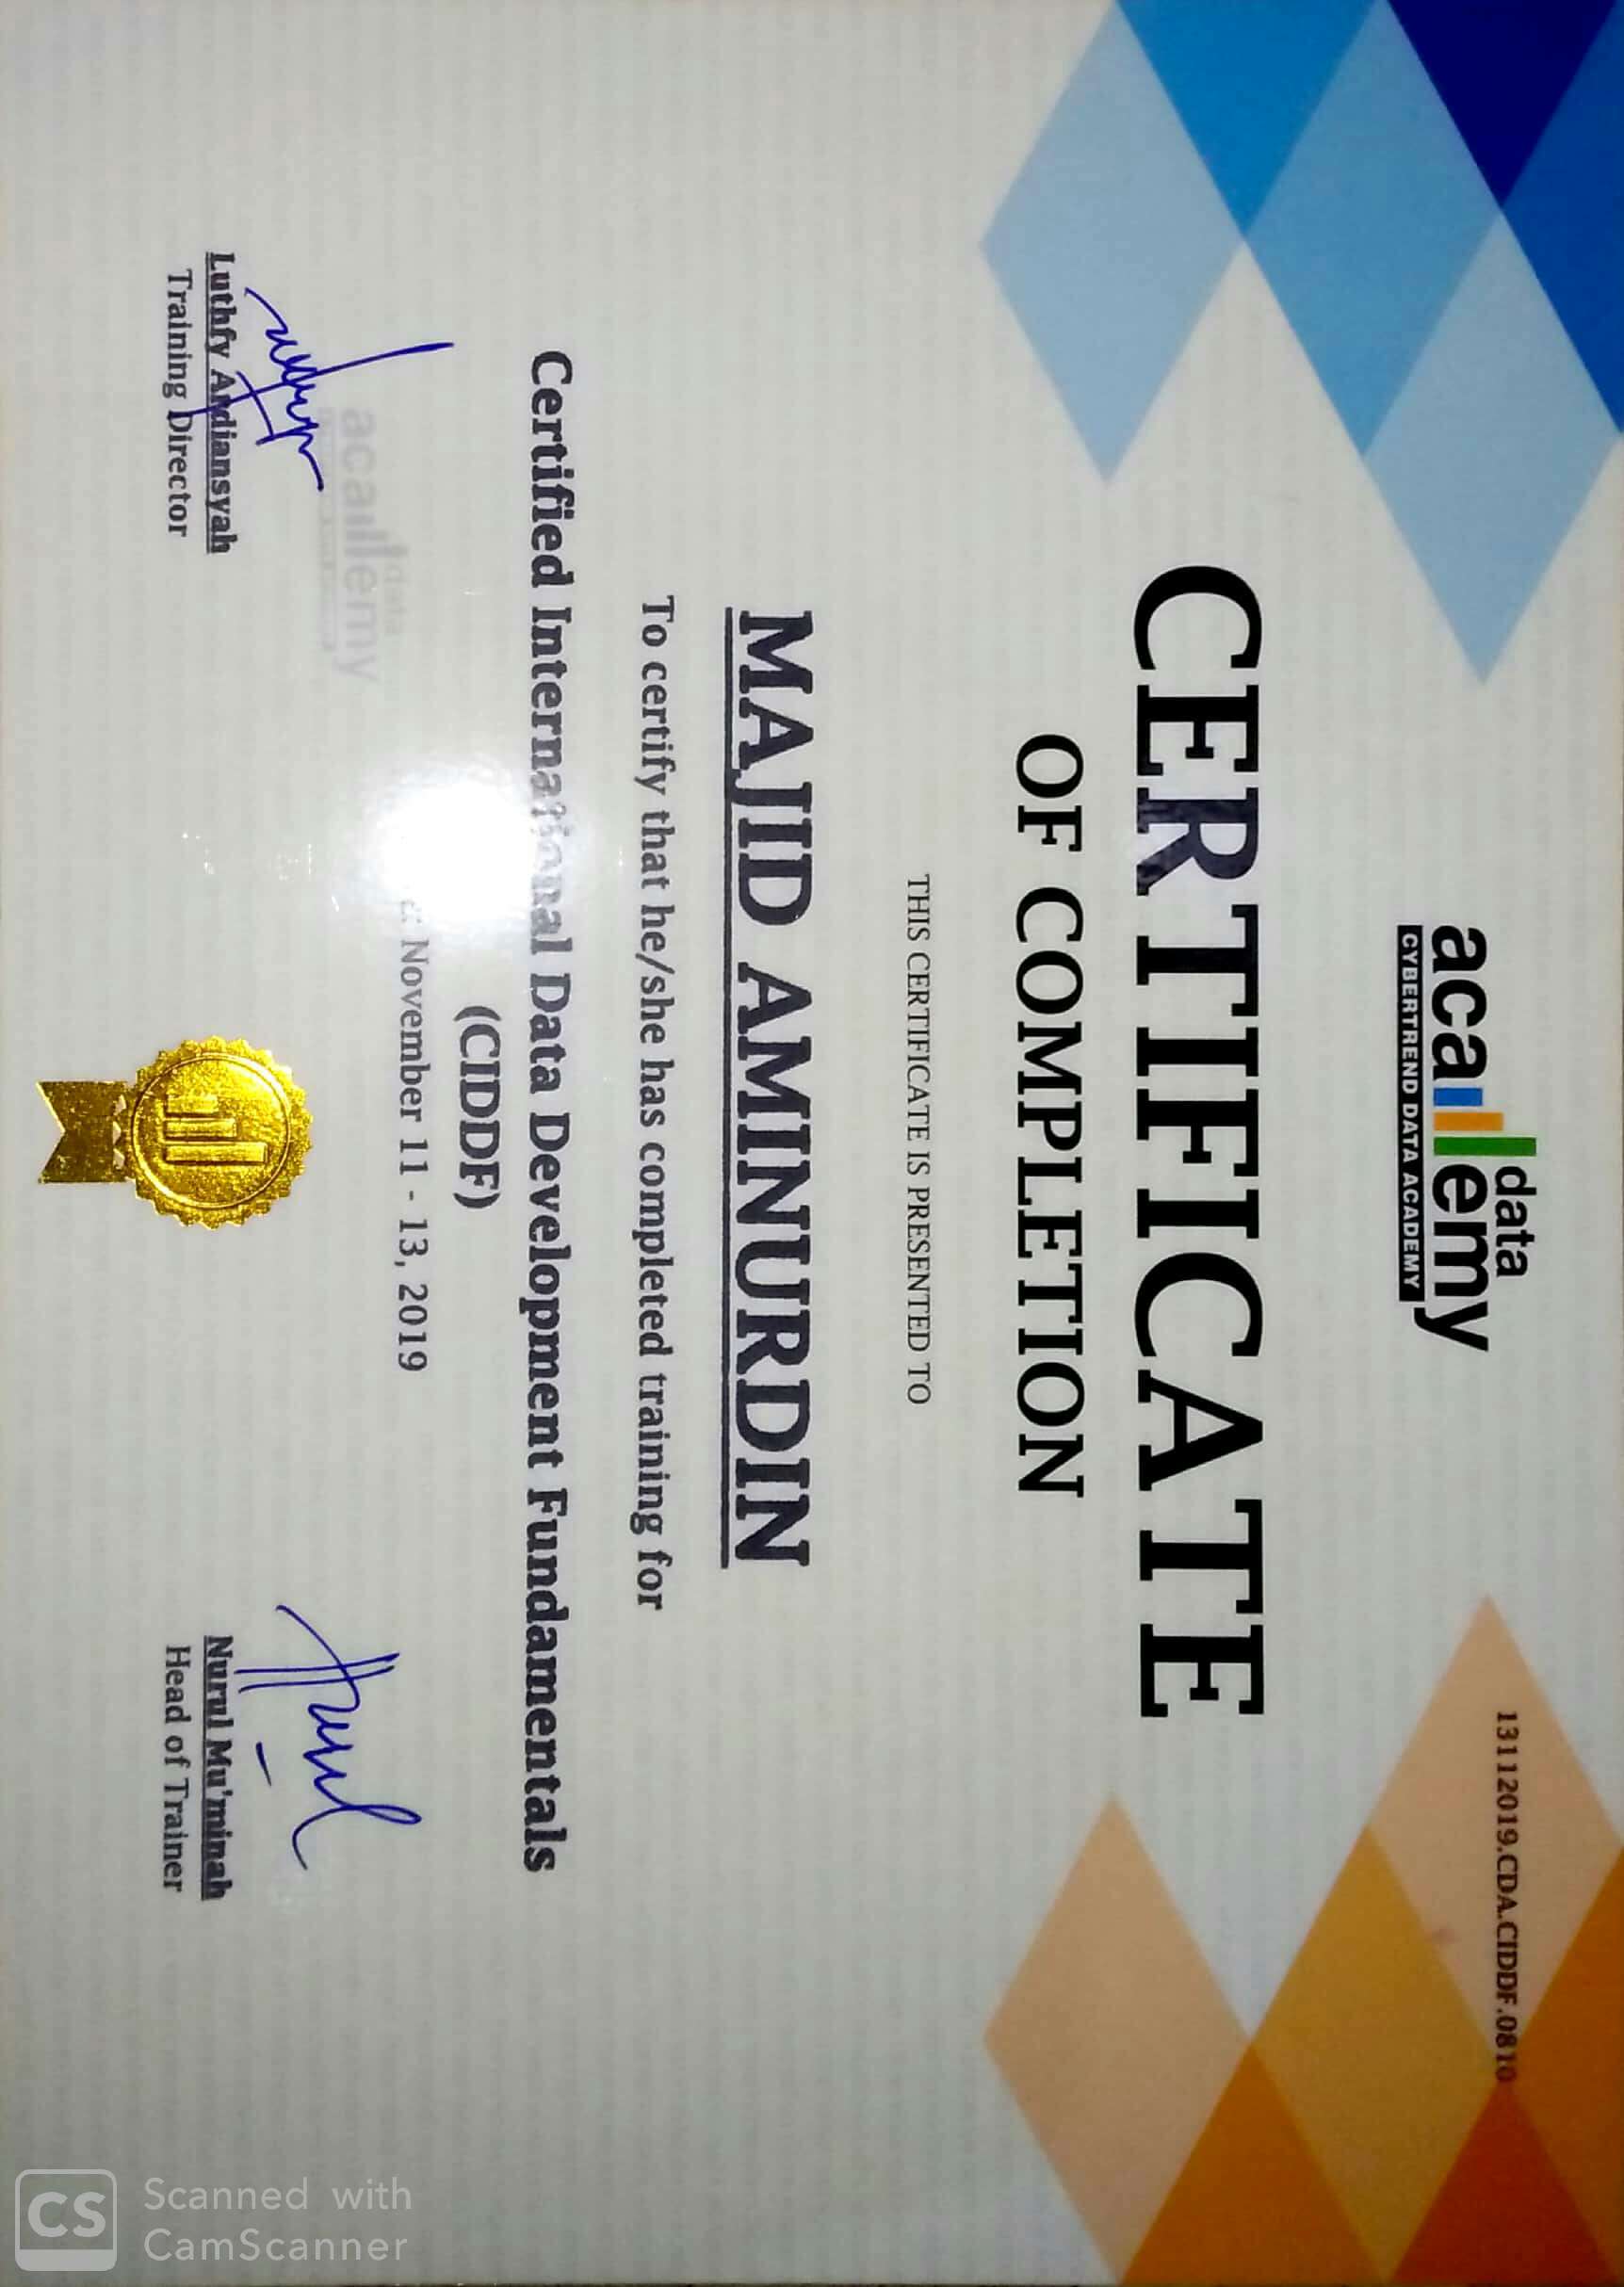 data
academy
CYBERTREND DATA ACADEMY
13112019.CDA.CIDDF.0810
CERTIFICATE
OF COMPLETION
THIS CERTIFICATE IS PRESENTED TO
MAJID AMINURDIN
To certify that he/she has completed training for
Certified International Data Development Fundamentals
(CIDDF)
November 11 - 13, 2019
data
academy
Luthfy Ardiansyah
Training Director
Nurul Mu'minah
Head of Trainer
Scanned with
CamScanner
CS